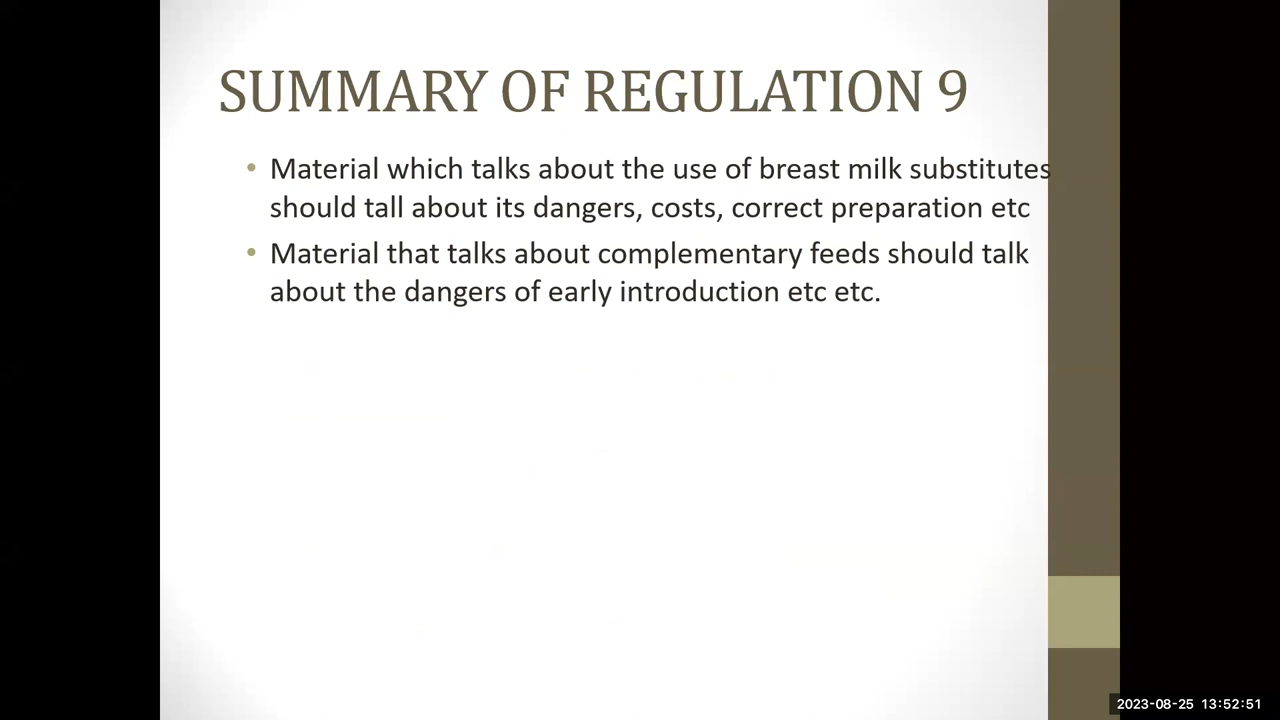 SUMMARY OF REGULATION 9
• Material which talks about the use of breast milk substitutes
should tall about its dangers, costs, correct preparation etc
• Material that talks about complementary feeds should talk
about the dangers of early introduction etc etc.
2023-08-25 13:52:51